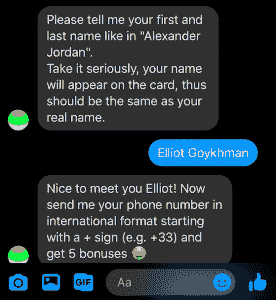 Please tell me your first and
last name like in "Alexander
Jordan".
Take it seriously, your name
will appear on the card, thus
should be the same as your
real name.
Elliot Goykhman
Nice to meet you Elliot! Now
send me your phone number in
international format starting
with a + sign (e.g. +33) and
get 5 bonuses
GIF
Aa